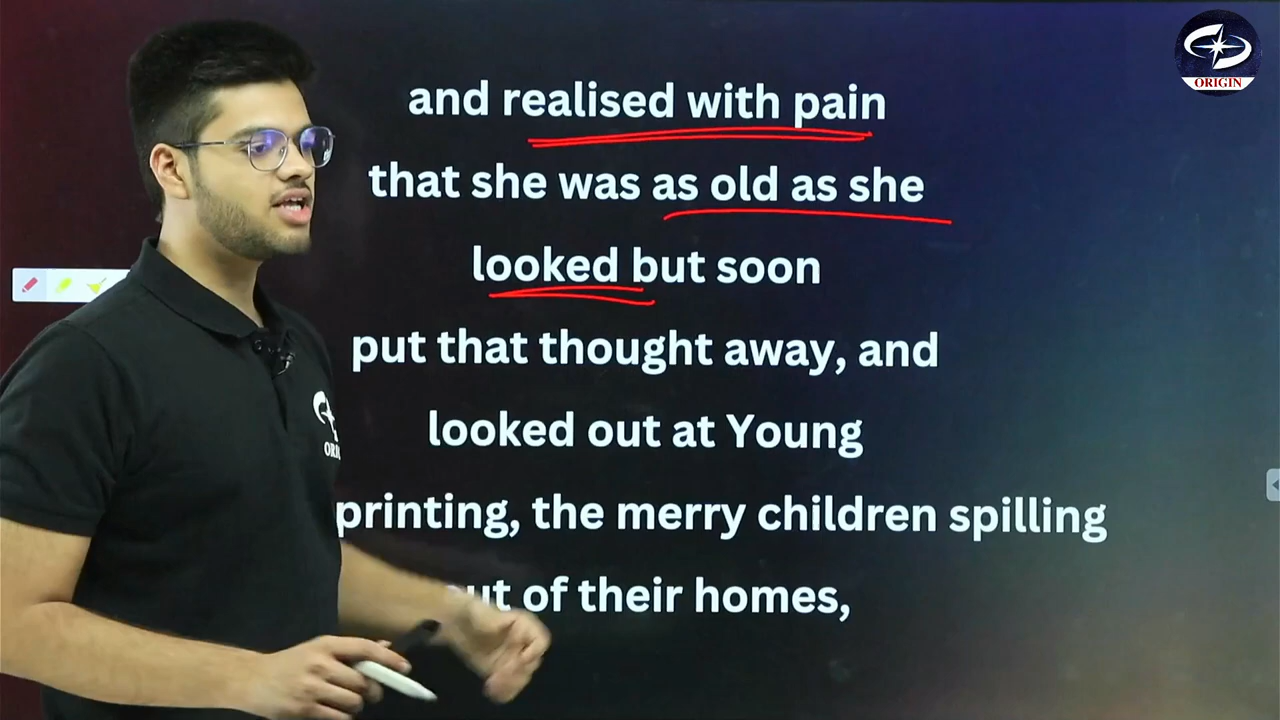 ORIGIN
and realised with pain
that she was as old as she
looked but soon
put that thought away, and
looked out at Young
printing, the merry children spilling
out of their homes,